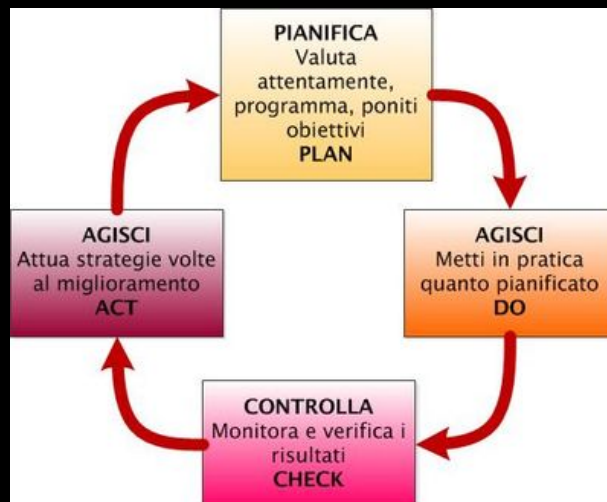 PIANIFICA
Valuta
attentamente,
programma, poniti
obiettivi
PLAN
AGISCI
Metti in pratica
quanto pianificato
DO
CONTROLLA
Monitora e verifica i
risultati
CHECK
AGISCI
Attua strategie volte
al miglioramento
ACT